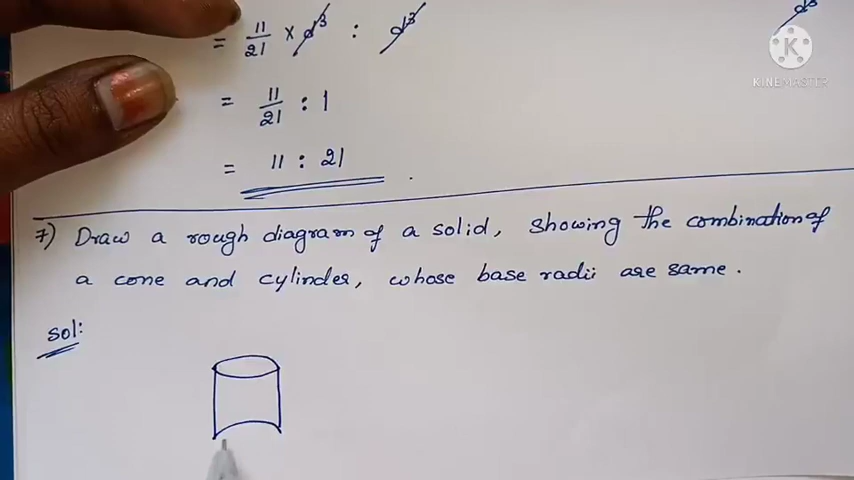 = 11/21 × d³ : d³
K
KINEMASTER
= 11/21 : 1
= 11 : 21 .
7) Draw a rough diagram of a solid, showing the combination of
a cone and cylinder, whose base radii are same.
Sol: